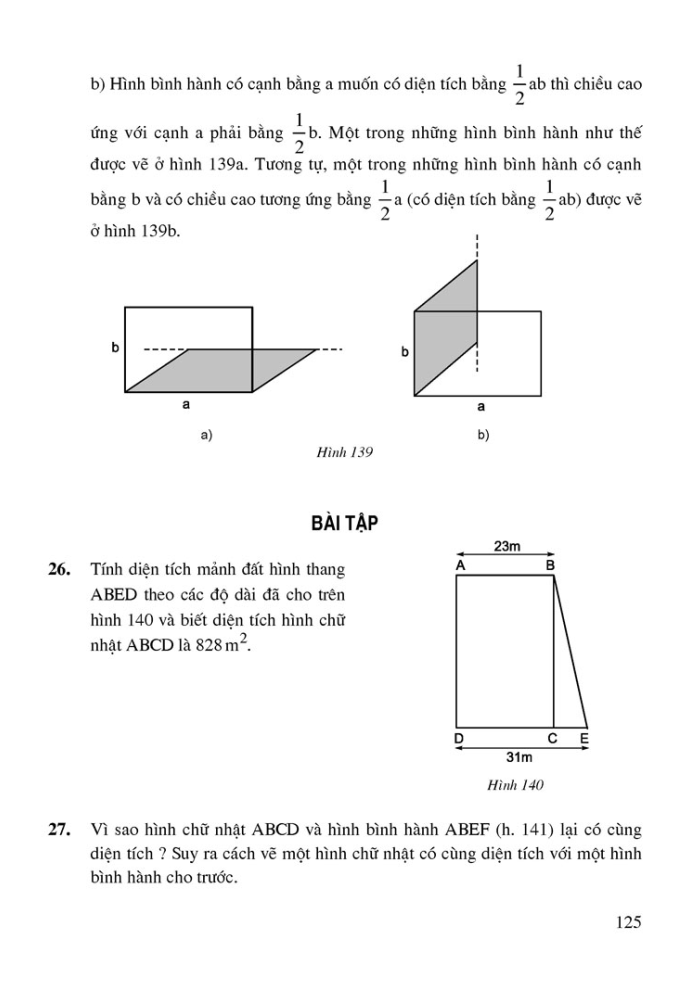 b) Hình bình hành có cạnh bằng a muốn có diện tích bằng 1/2 ab thì chiều cao
ứng với cạnh a phải bằng 1/2 b. Một trong những hình bình hành như thế
được vẽ ở hình 139a. Tương tự, một trong những hình bình hành có cạnh
bằng b và có chiều cao tương ứng bằng 1/2 a (có diện tích bằng 1/2 ab) được vẽ
ở hình 139b.
b
a
a)
b
a
b)
Hình 139
BÀI TẬP
26. Tính diện tích mảnh đất hình thang
ABED theo các độ dài đã cho trên
hình 140 và biết diện tích hình chữ
nhật ABCD là 828 m².
23m
A B
D C E
31m
Hình 140
27. Vì sao hình chữ nhật ABCD và hình bình hành ABEF (h. 141) lại có cùng
diện tích ? Suy ra cách vẽ một hình chữ nhật có cùng diện tích với một hình
bình hành cho trước.
125